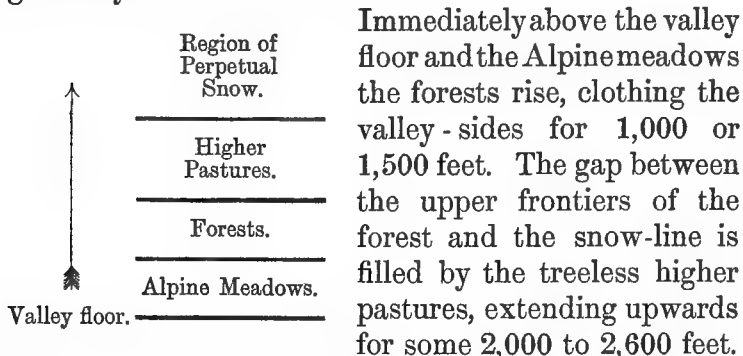 Region of
Perpetual
Snow.
Higher
Pastures.
Forests.
Alpine Meadows.
Valley floor.
Immediately above the valley
floor and the Alpine meadows
the forests rise, clothing the
valley-sides for 1,000 or
1,500 feet. The gap between
the upper frontiers of the
forest and the snow-line is
filled by the treeless higher
pastures, extending upwards
for some 2,000 to 2,600 feet.